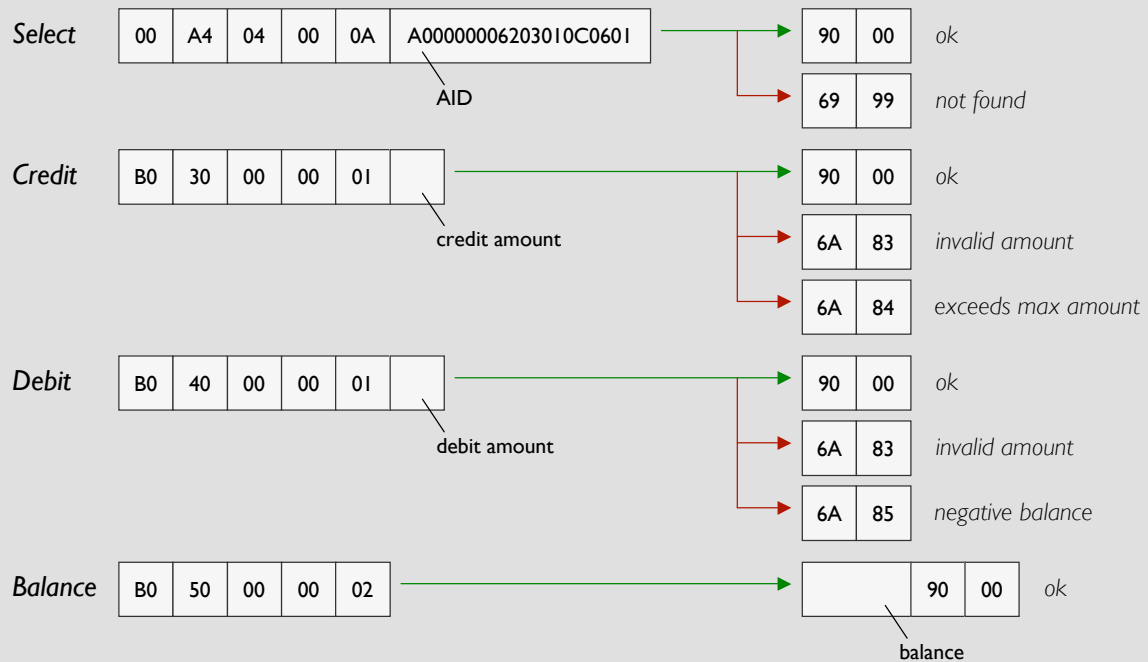 Select 00 A4 04 00 0A A00000006203010C0601 90 00 ok
AID
69 99 not found
Credit B0 30 00 00 01 90 00 ok
credit amount
6A 83 invalid amount
6A 84 exceeds max amount
Debit B0 40 00 00 01 90 00 ok
debit amount
6A 83 invalid amount
6A 85 negative balance
Balance B0 50 00 00 02 90 00 ok
balance